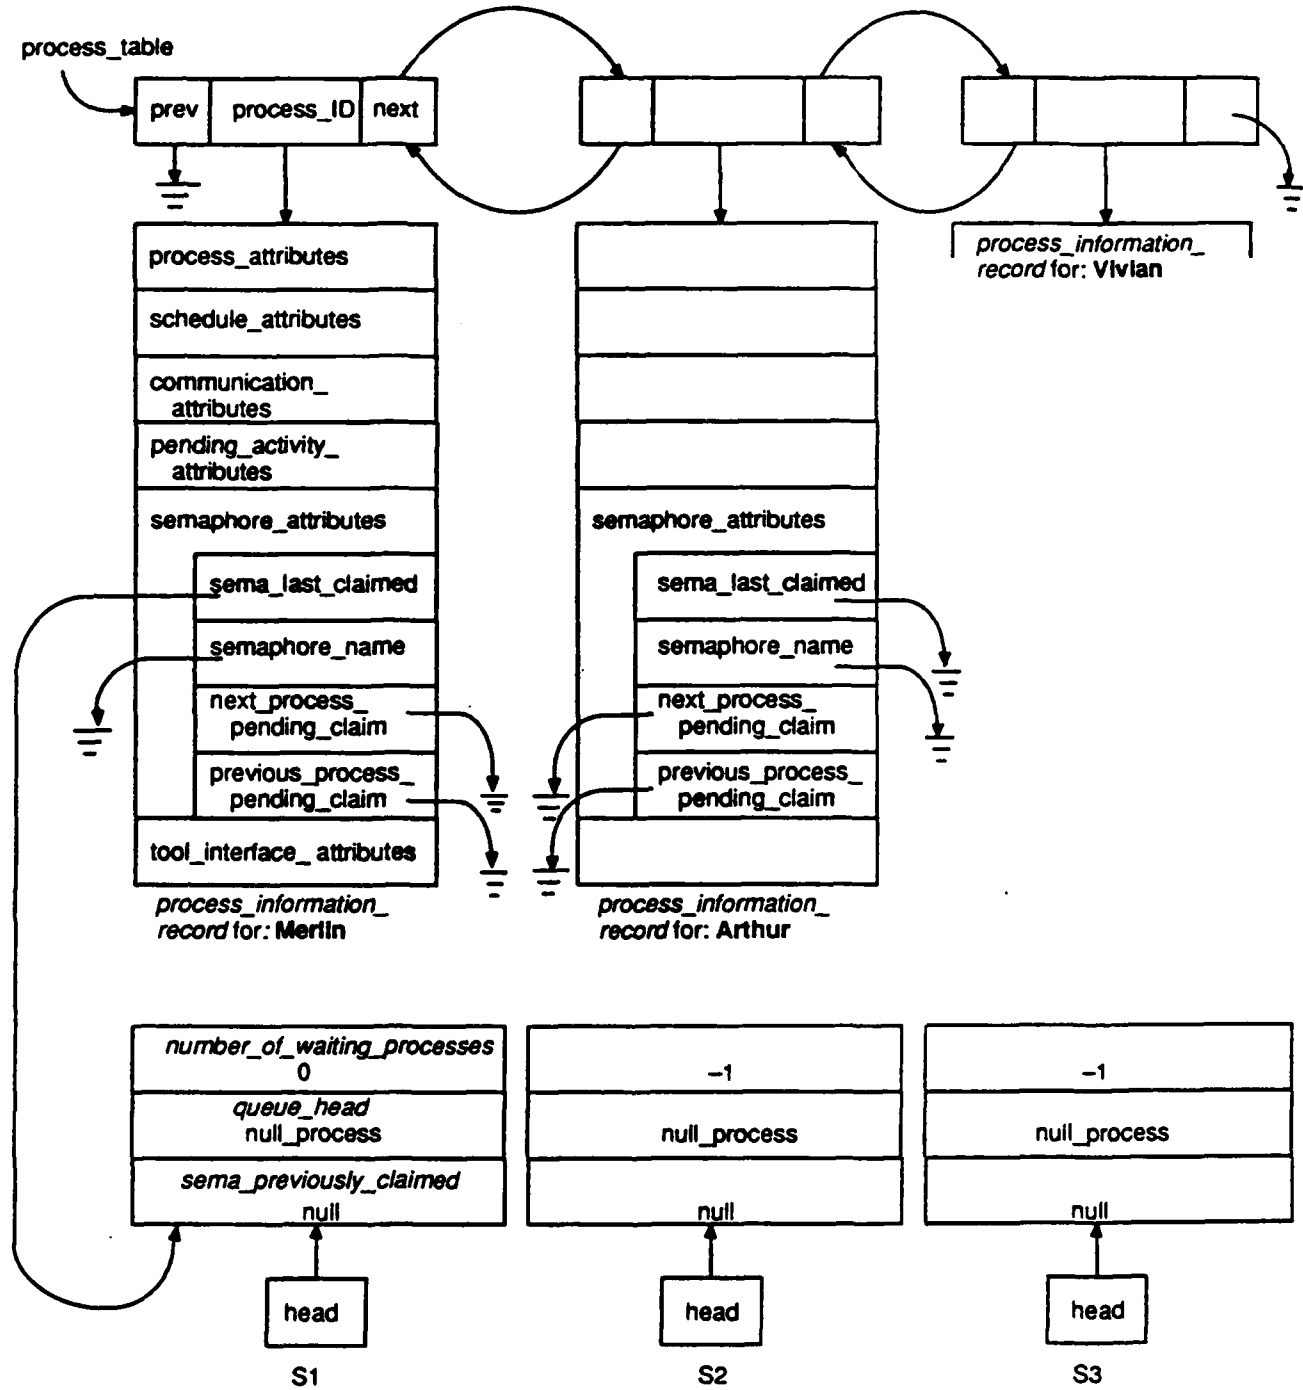 process_table
prev process_ID next
process_attributes
schedule_attributes
communication_
attributes
pending_activity_
attributes
semaphore_attributes
sema_last_claimed
semaphore_name
next_process_
pending_claim
previous_process_
pending_claim
tool_interface_ attributes
process_information_
record for: Merlin
semaphore_attributes
sema_last_claimed
semaphore_name
next_process_
pending_claim
previous_process_
pending_claim
process_information_
record for: Arthur
process_information_
record for: Vivian
number_of_waiting_processes
0
queue_head
null_process
sema_previously_claimed
null
head
S1
–1
null_process
null
head
S2
–1
null_process
null
head
S3